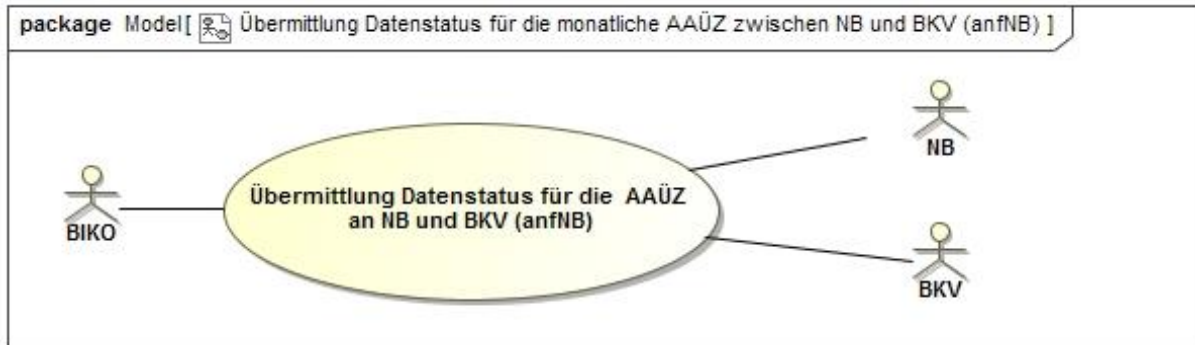 package Model[ Übermittlung Datenstatus für die monatliche AAÜZ zwischen NB und BKV (anfNB) ]
NB
Übermittlung Datenstatus für die AAÜZ
an NB und BKV (anfNB)
BIKO
BKV